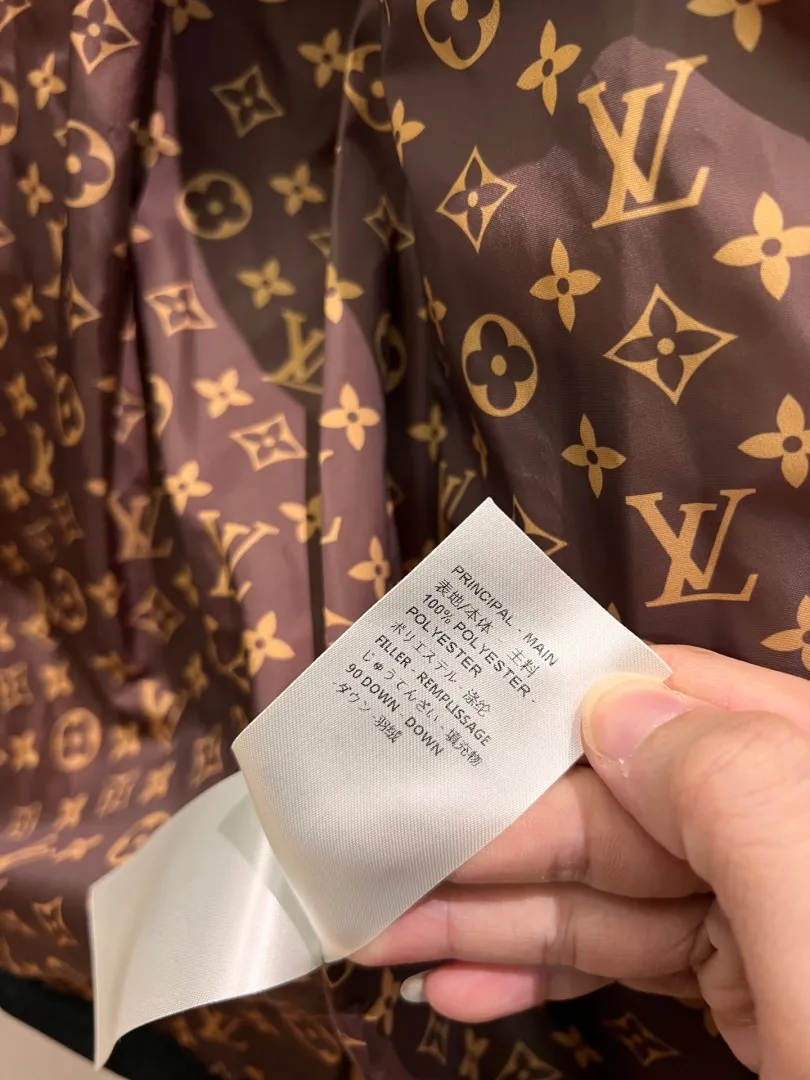 LV
LV
PRINCIPAL - MAIN
表地/本体 - 主料
100% POLYESTER -
POLYESTER
ポリエステル - 涤纶
FILLER - REMPLISSAGE
じゅうてんざい - 填充物
90 DOWN - DOWN
-ダウン -羽绒